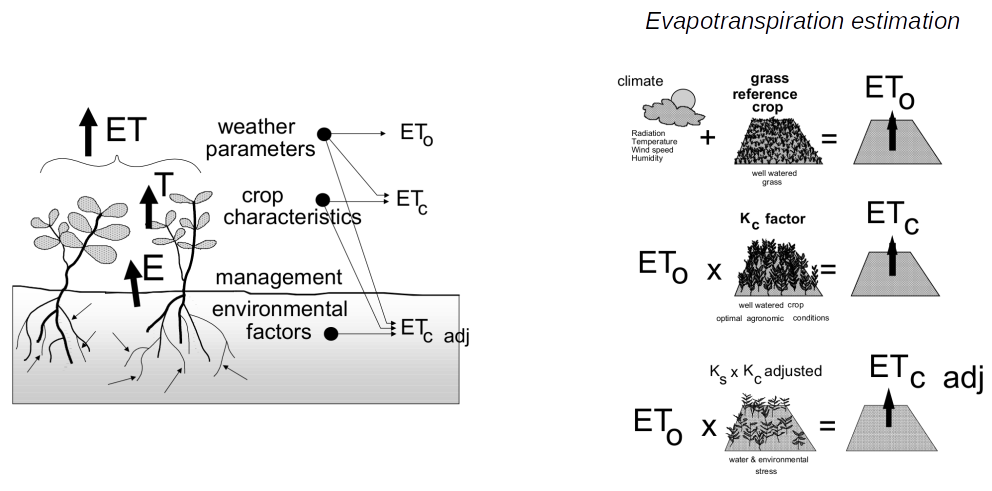 Evapotranspiration estimation
ET
T
E
weather
parameters
crop
characteristics
management
environmental
factors
ETo
ETc
ETc adj
climate
Radiation
Temperature
Wind speed
Humidity
+
grass
reference
crop
well watered
grass
=
ETo
ETo x
Kc factor
well watered crop
optimal agronomic conditions
=
ETc
ETo x
Ks x Kc adjusted
water & environmental
stress
=
ETc adj